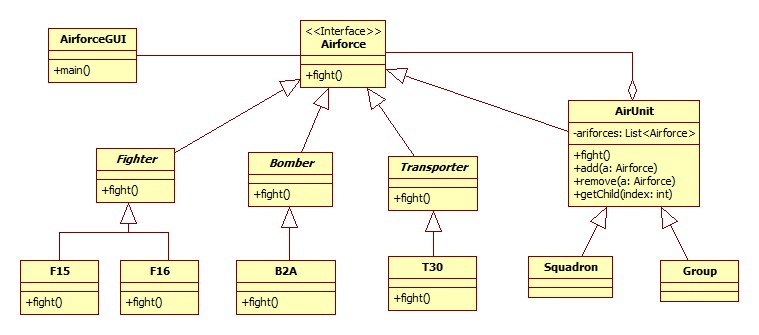 <<Interface>>
AirforceGUI
Airforce
+main()
+fight()
AirUnit
-ariforces: List<Airforce>
+fight()
+add(a: Airforce)
+remove(a: Airforce)
+getChild(index: int)
Fighter
+fight()
Bomber
+fight()
Transporter
+fight()
F15
+fight()
F16
+fight()
B2A
+fight()
T30
+fight()
Squadron
Group